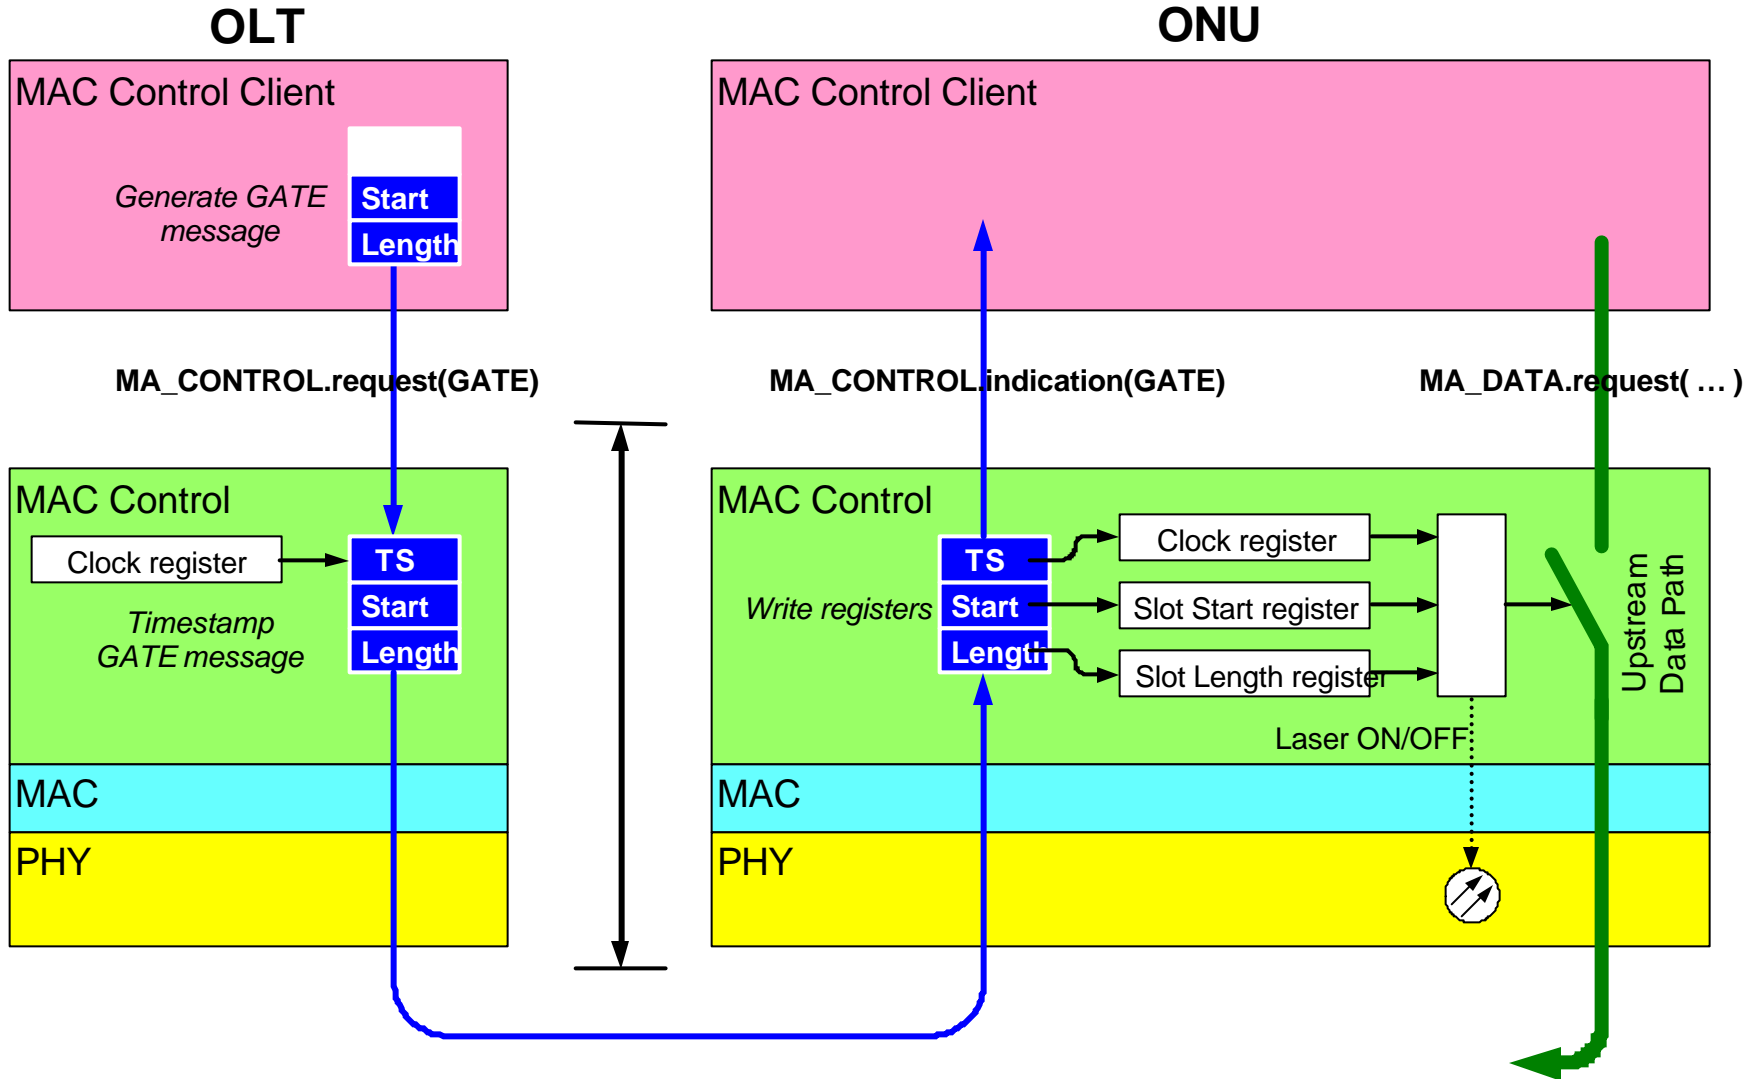 OLT
ONU
MAC Control Client
Generate GATE
message
Start
Length
MAC Control Client
MA_CONTROL.request(GATE)
MA_CONTROL.indication(GATE)
MA_DATA.request( ... )
MAC Control
Clock register
TS
Start
Length
Timestamp
GATE message
MAC Control
Write registers
TS
Start
Length
Clock register
Slot Start register
Slot Length register
Upstream
Data Path
Laser ON/OFF
MAC
MAC
PHY
PHY